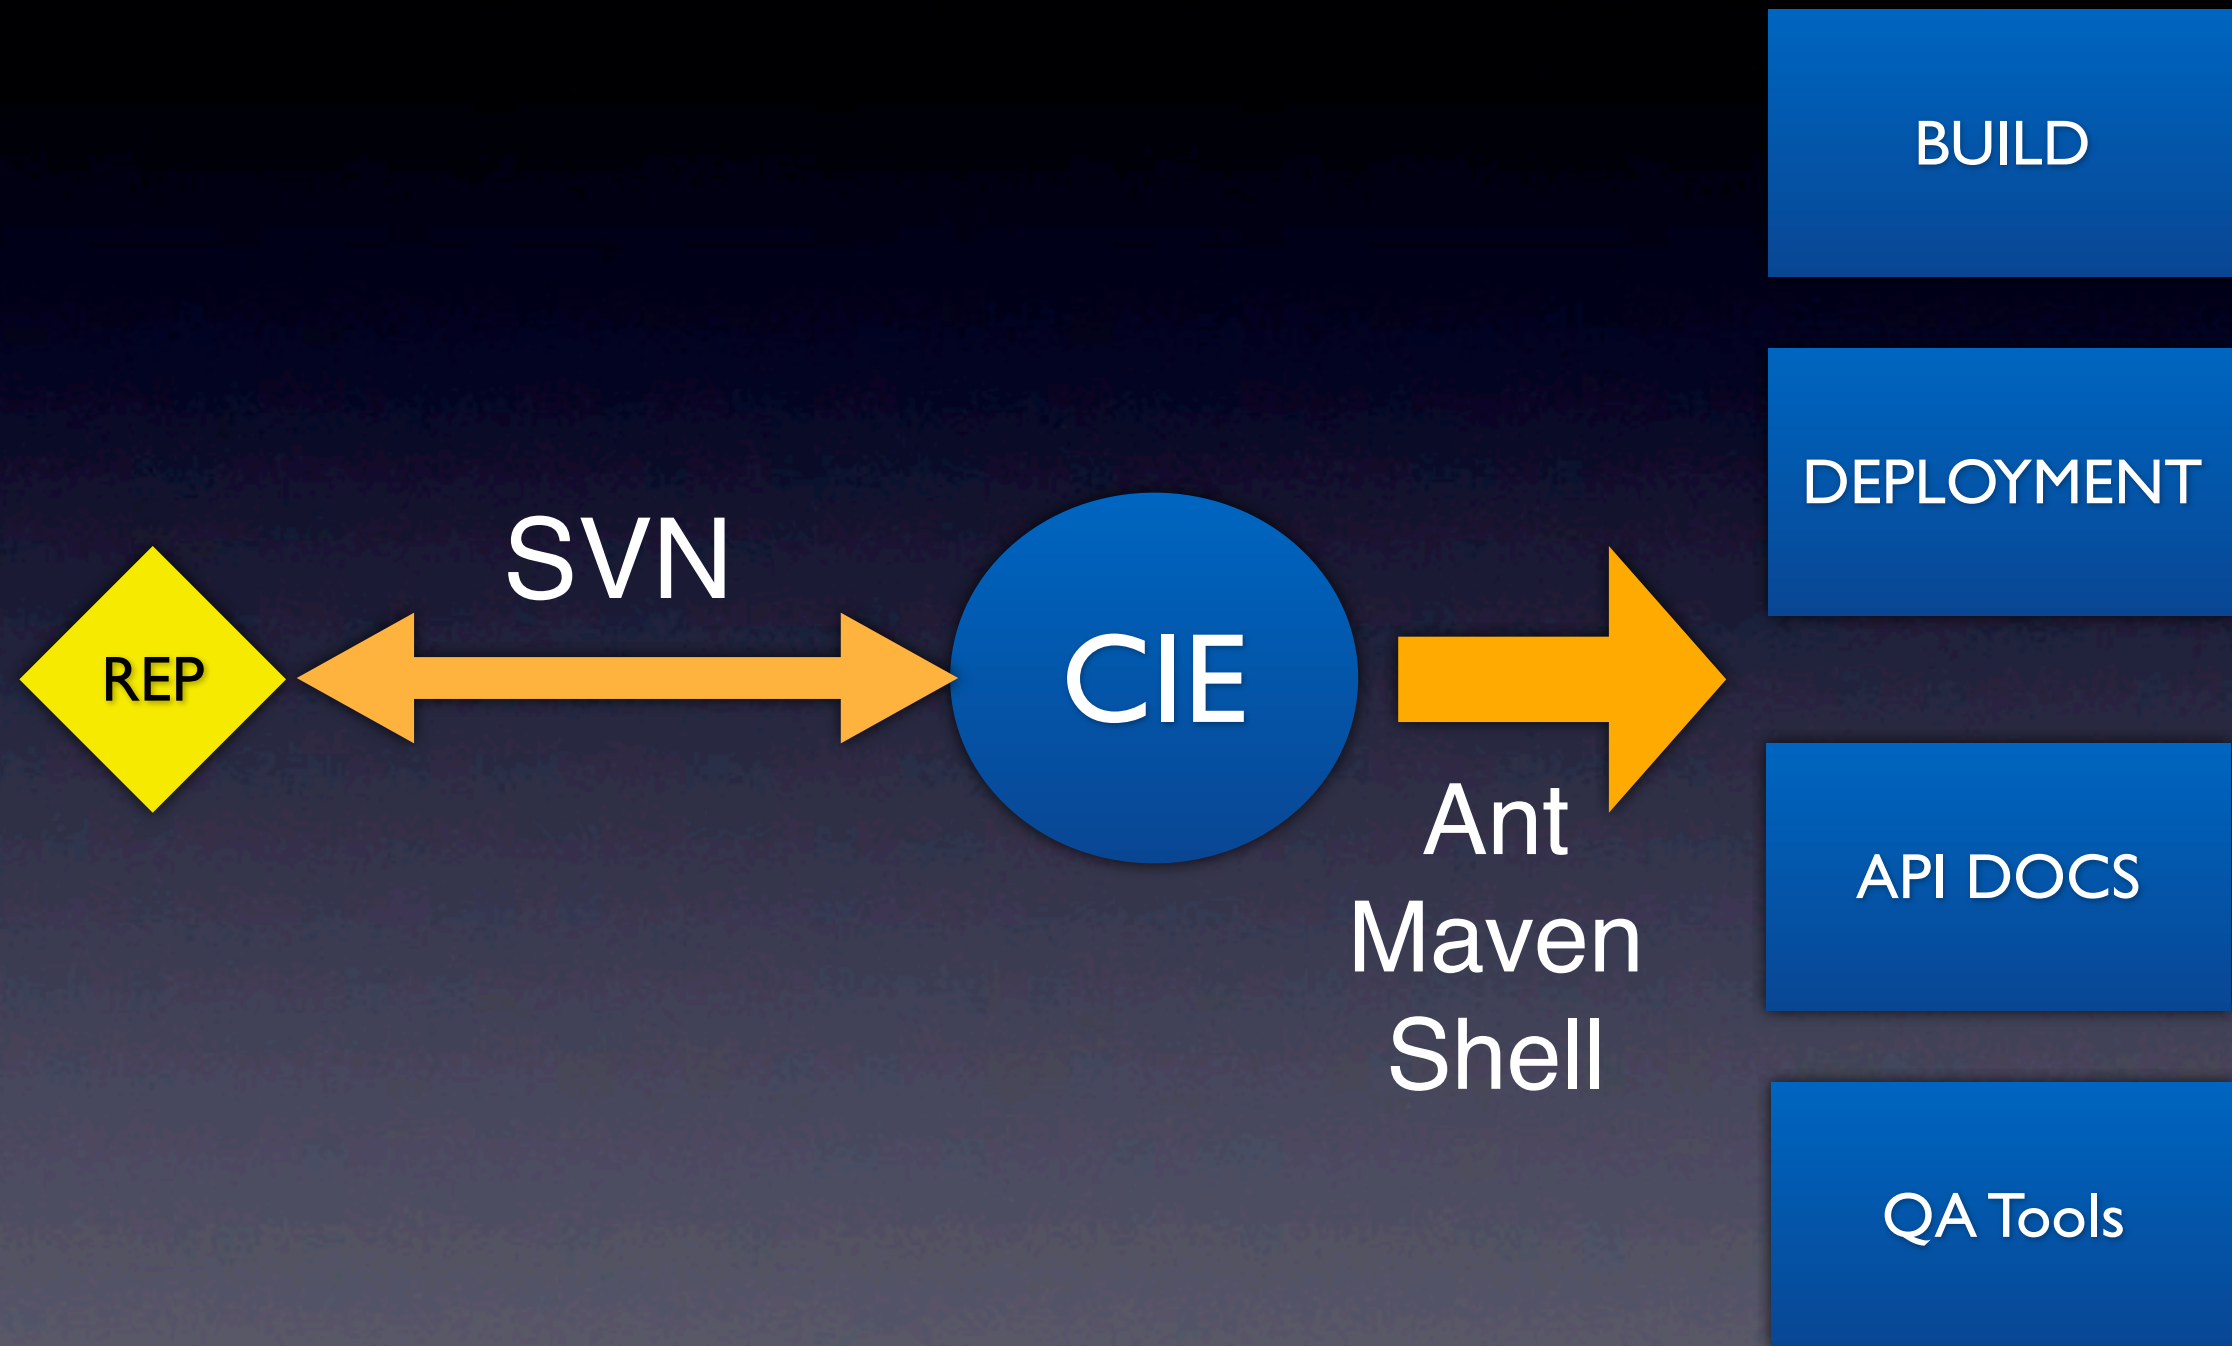 BUILD
DEPLOYMENT
SVN
REP
CIE
Ant
Maven
Shell
API DOCS
QA Tools